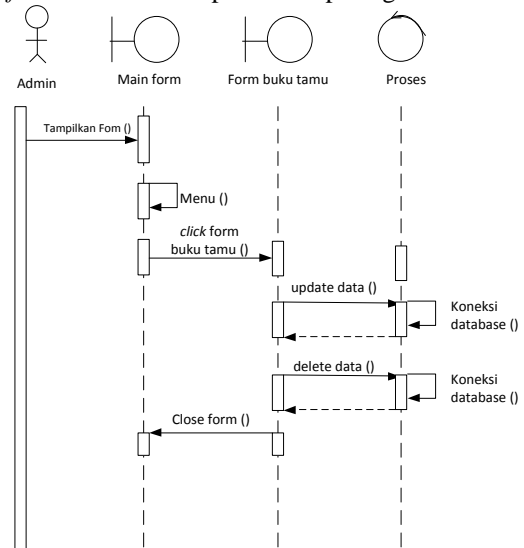 Admin
Main form
Form buku tamu
Proses
Tampilkan Fom ()
Menu ()
click form
buku tamu ()
update data ()
Koneksi
database ()
delete data ()
Koneksi
database ()
Close form ()